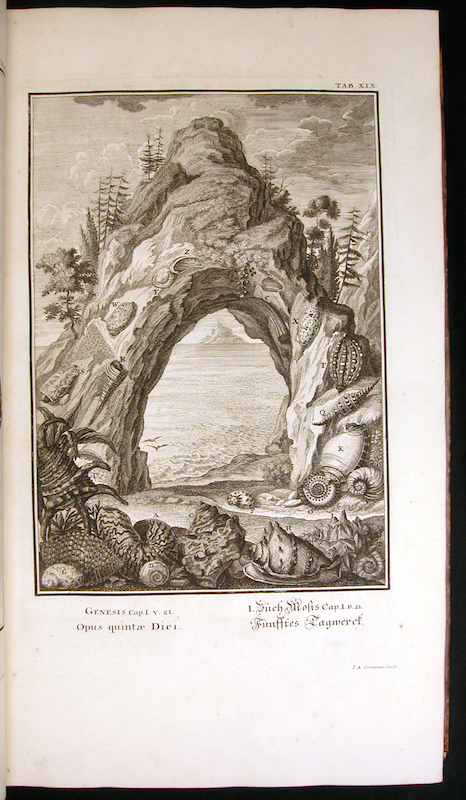 TAB. XIX.
W
Z
X
R
S
T
Q
K
A
H
G
GENESIS Cap. I. v. 21.
Opus quintæ Diei.
I. Buch Mosis Cap. I. v. 21.
Fünfftes Tagwerck.